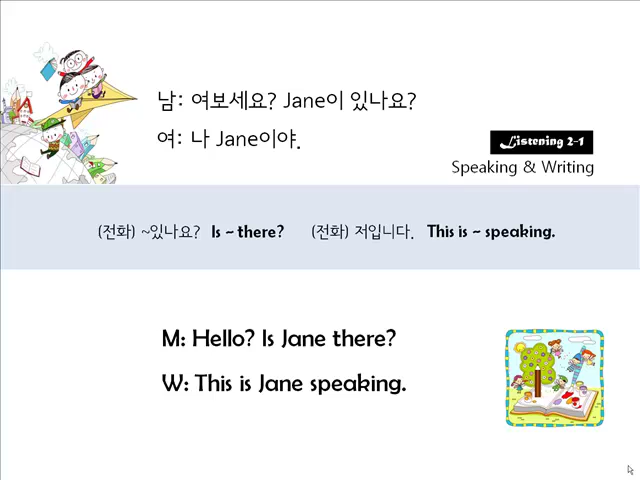 남: 여보세요? Jane이 있나요?
여: 나 Jane이야.
Listening 2-1
Speaking & Writing
(전화) ~있나요? Is ~ there? (전화) 저입니다. This is ~ speaking.
M: Hello? Is Jane there?
W: This is Jane speaking.